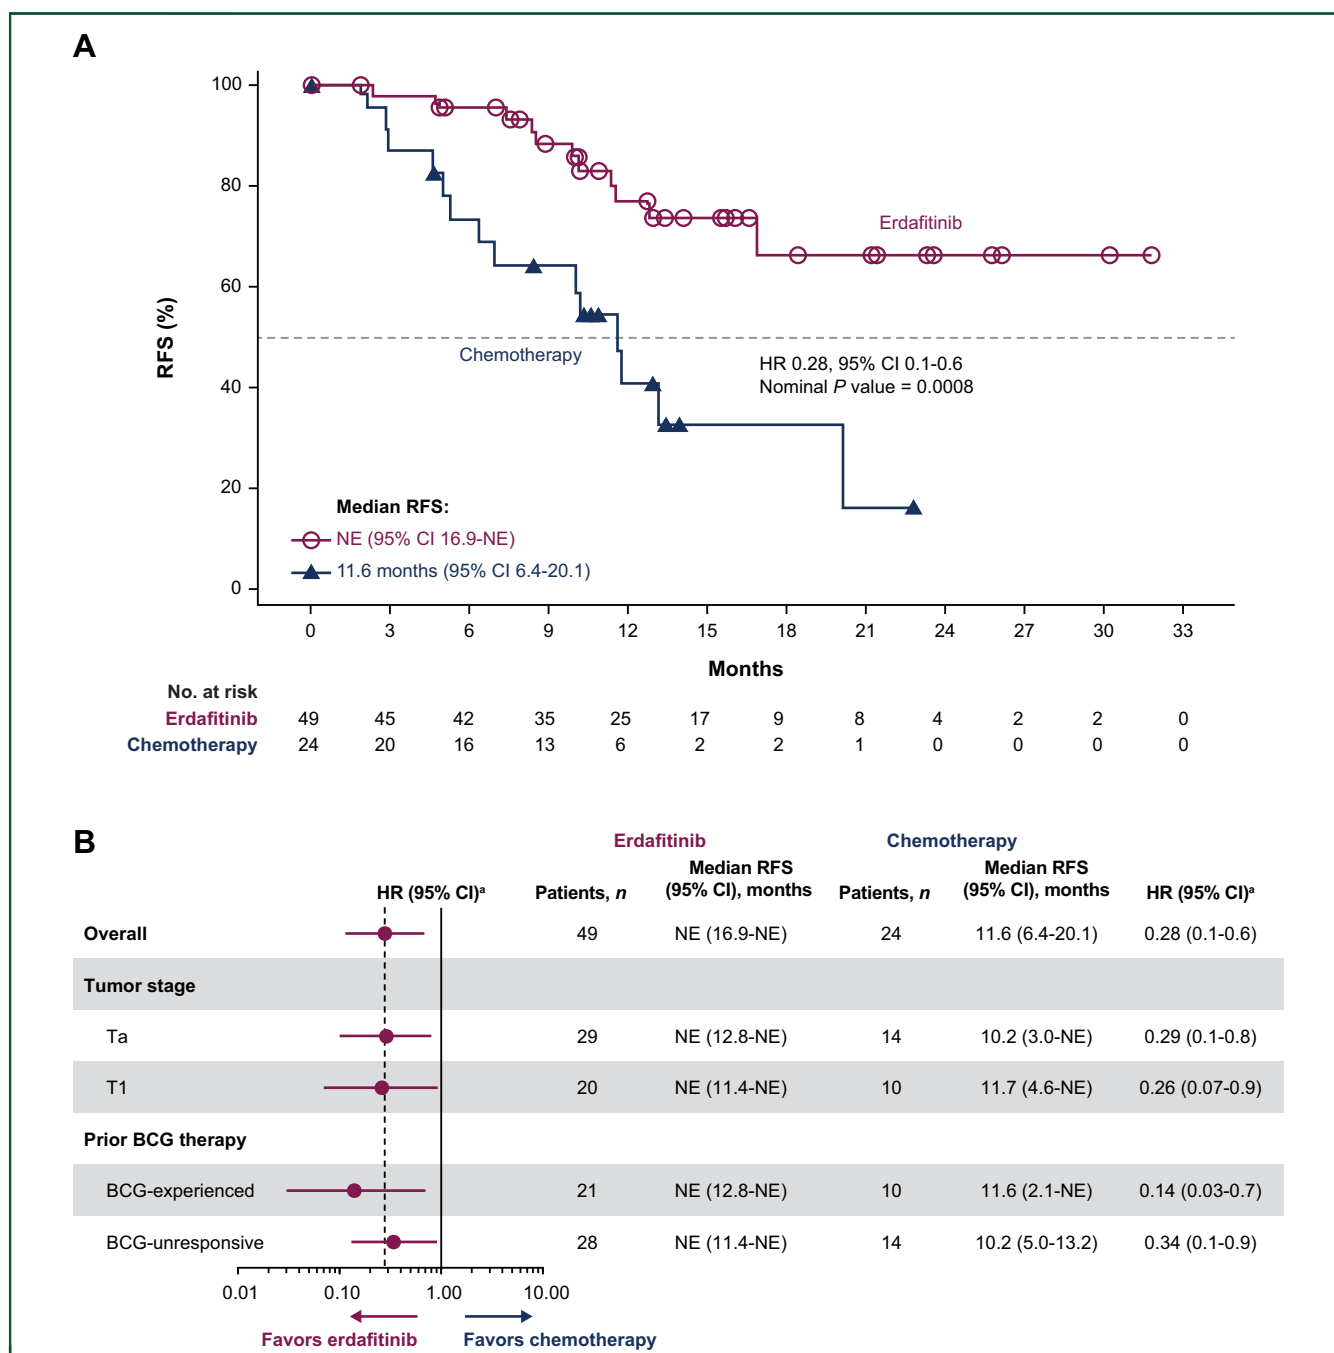 A
100
80
60
40
20
0
RFS (%)
Erdafitinib
Chemotherapy
HR 0.28, 95% CI 0.1-0.6
Nominal P value = 0.0008
Median RFS:
NE (95% CI 16.9-NE)
11.6 months (95% CI 6.4-20.1)
0 3 6 9 12 15 18 21 24 27 30 33
Months
No. at risk
Erdafitinib 49 45 42 35 25 17 9 8 4 2 2 0
Chemotherapy 24 20 16 13 6 2 2 1 0 0 0 0
B
Erdafitinib Chemotherapy
HR (95% CI)ᵃ Patients, n Median RFS (95% CI), months Patients, n Median RFS (95% CI), months HR (95% CI)ᵃ
Overall 49 NE (16.9-NE) 24 11.6 (6.4-20.1) 0.28 (0.1-0.6)
Tumor stage
Ta 29 NE (12.8-NE) 14 10.2 (3.0-NE) 0.29 (0.1-0.8)
T1 20 NE (11.4-NE) 10 11.7 (4.6-NE) 0.26 (0.07-0.9)
Prior BCG therapy
BCG-experienced 21 NE (12.8-NE) 10 11.6 (2.1-NE) 0.14 (0.03-0.7)
BCG-unresponsive 28 NE (11.4-NE) 14 10.2 (5.0-13.2) 0.34 (0.1-0.9)
0.01 0.10 1.00 10.00
Favors erdafitinib Favors chemotherapy